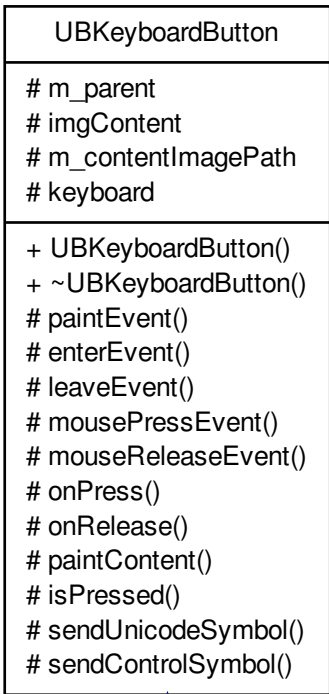 UBKeyboardButton
# m_parent
# imgContent
# m_contentImagePath
# keyboard
+ UBKeyboardButton()
+ ~UBKeyboardButton()
# paintEvent()
# enterEvent()
# leaveEvent()
# mousePressEvent()
# mouseReleaseEvent()
# onPress()
# onRelease()
# paintContent()
# isPressed()
# sendUnicodeSymbol()
# sendControlSymbol()